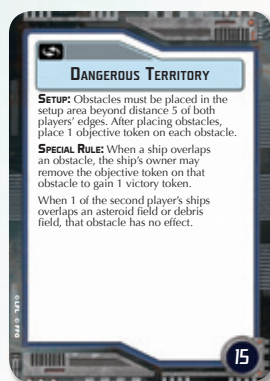 DANGEROUS TERRITORY
SETUP: Obstacles must be placed in the
setup area beyond distance 5 of both
players' edges. After placing obstacles,
place 1 objective token on each obstacle.
SPECIAL RULE: When a ship overlaps
an obstacle, the ship's owner may
remove the objective token on that
obstacle to gain 1 victory token.
When 1 of the second player's ships
overlaps an asteroid field or debris
field, that obstacle has no effect.
15